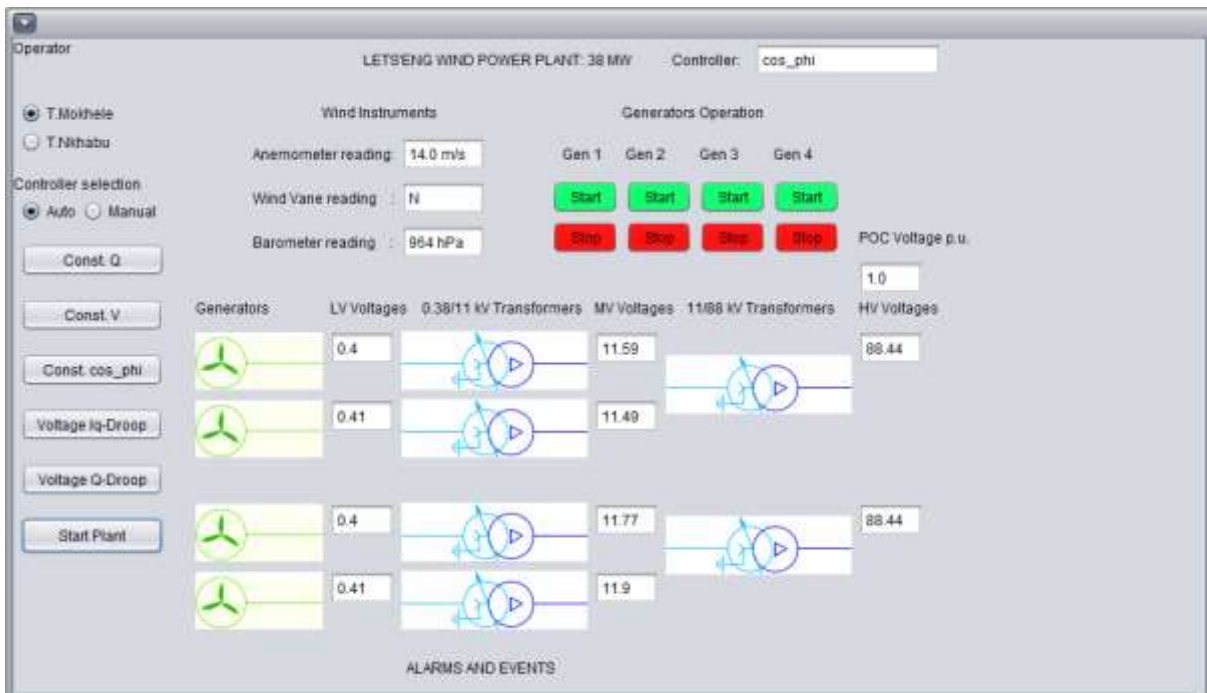 Operator
LETSENG WIND POWER PLANT: 38 MW Controller: cos_phi
T.Mokhele
T.Nkhabu
Wind Instruments
Generators Operation
Anemometer reading: 14.0 m/s
Wind Vane reading : N
Barometer reading : 964 hPa
Gen 1 Gen 2 Gen 3 Gen 4
Start Start Start Start
Stop Stop Stop Stop
Controller selection
Auto Manual
Const. Q
Const. V
Const. cos_phi
Voltage Iq-Droop
Voltage Q-Droop
Start Plant
POC Voltage p.u.
1.0
Generators LV Voltages 0.38/11 kV Transformers MV Voltages 11/88 kV Transformers HV Voltages
0.4 11.59 88.44
0.41 11.49
0.4 11.77 88.44
0.41 11.9
ALARMS AND EVENTS